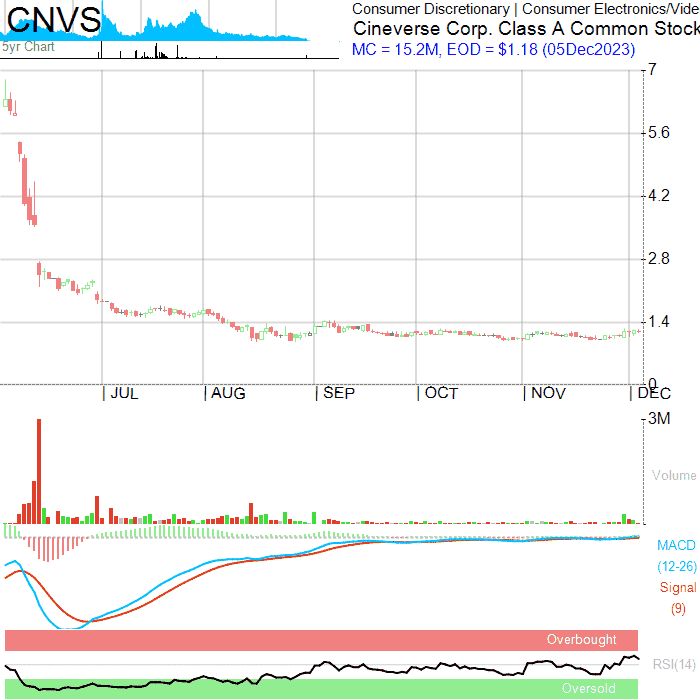 CNVS
5yr Chart
Consumer Discretionary | Consumer Electronics/Vide
Cineverse Corp. Class A Common Stock
MC = 15.2M, EOD = $1.18 (05Dec2023)
7
5.6
4.2
2.8
1.4
0
JUL
AUG
SEP
OCT
NOV
DEC
3M
Volume
MACD
(12-26)
Signal
(9)
Overbought
RSI(14)
Oversold